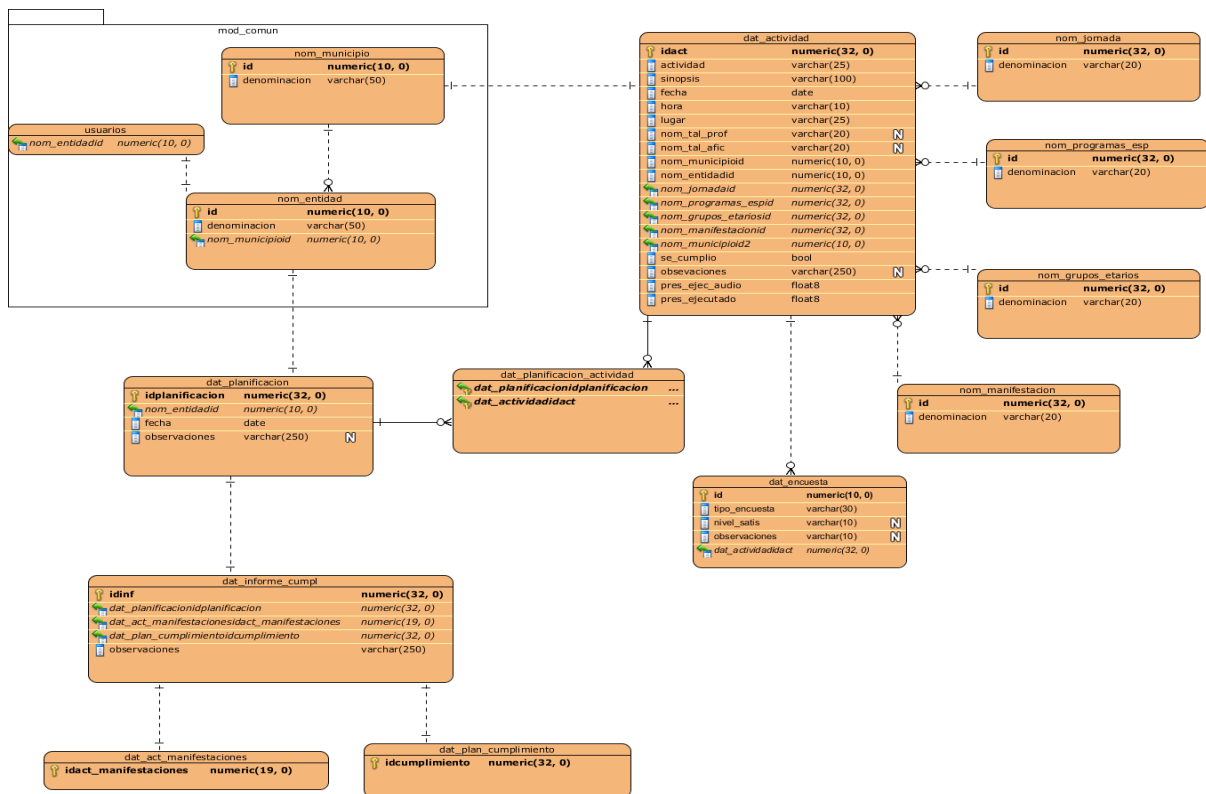 mod_comun
nom_municipio
id numeric(10, 0)
denominacion varchar(50)
usuarios
nom_entidadid numeric(10, 0)
nom_entidad
id numeric(10, 0)
denominacion varchar(50)
nom_municipioid numeric(10, 0)
dat_actividad
idact numeric(32, 0)
actividad varchar(25)
sinopsis varchar(100)
fecha date
hora varchar(10)
lugar varchar(25)
nom_tal_prof varchar(20) N
nom_tal_afic varchar(20) N
nom_municipioid numeric(10, 0)
nom_entidadid numeric(10, 0)
nom_jornadaid numeric(32, 0)
nom_programas_espid numeric(32, 0)
nom_grupos_etariosid numeric(32, 0)
nom_manifestacionid numeric(32, 0)
nom_municipioid2 numeric(10, 0)
se_cumplio bool
obsevaciones varchar(250) N
pres_ejec_audio float8
pres_ejecutado float8
nom_jornada
id numeric(32, 0)
denominacion varchar(20)
nom_programas_esp
id numeric(32, 0)
denominacion varchar(20)
nom_grupos_etarios
id numeric(32, 0)
denominacion varchar(20)
nom_manifestacion
id numeric(32, 0)
denominacion varchar(20)
dat_planificacion
idplanificacion numeric(32, 0)
nom_entidadid numeric(10, 0)
fecha date
observaciones varchar(250) N
dat_planificacion_actividad
dat_planificacionidplanificacion ...
dat_actividadidact ...
dat_encuesta
id numeric(10, 0)
tipo_encuesta varchar(30)
nivel_satis varchar(10) N
observaciones varchar(10) N
dat_actividadidact numeric(32, 0)
dat_informe_cumpl
idinf numeric(32, 0)
dat_planificacionidplanificacion numeric(32, 0)
dat_act_manifestacionesidact_manifestaciones numeric(19, 0)
dat_plan_cumplimientoidcumplimiento numeric(32, 0)
observaciones varchar(250)
dat_act_manifestaciones
idact_manifestaciones numeric(19, 0)
dat_plan_cumplimiento
idcumplimiento numeric(32, 0)